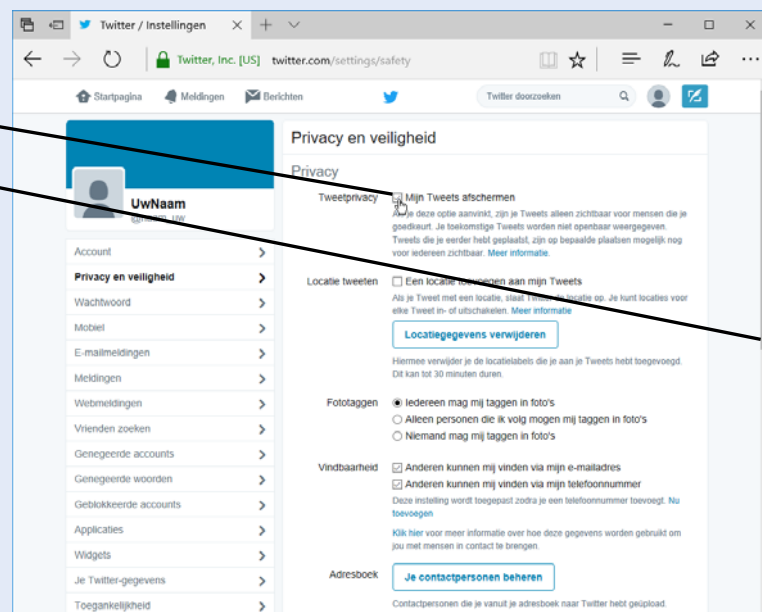 Twitter / Instellingen
Twitter, Inc. [US] twitter.com/settings/safety
Startpagina Meldingen Berichten Twitter doorzoeken
UwNaam
@naam_uw
Account
Privacy en veiligheid
Wachtwoord
Mobiel
E-mailmeldingen
Meldingen
Webmeldingen
Vrienden zoeken
Genegeerde accounts
Genegeerde woorden
Geblokkeerde accounts
Applicaties
Widgets
Je Twitter-gegevens
Toegankelijkheid
Privacy en veiligheid
Privacy
Tweetprivacy Mijn Tweets afschermen
Als je deze optie aanvinkt, zijn je Tweets alleen zichtbaar voor mensen die je
goedkeurt. Je toekomstige Tweets worden niet openbaar weergegeven.
Tweets die je eerder hebt geplaatst, zijn op bepaalde plaatsen mogelijk nog
voor iedereen zichtbaar. Meer informatie.
Locatie tweeten Een locatie toevoegen aan mijn Tweets
Als je Tweet met een locatie, slaat Twitter de locatie op. Je kunt locaties voor
elke Tweet in- of uitschakelen. Meer informatie
Locatiegegevens verwijderen
Hiermee verwijder je de locatielabels die je aan je Tweets hebt toegevoegd.
Dit kan tot 30 minuten duren.
Fototaggen Iedereen mag mij taggen in foto's
Alleen personen die ik volg mogen mij taggen in foto's
Niemand mag mij taggen in foto's
Vindbaarheid Anderen kunnen mij vinden via mijn e-mailadres
Anderen kunnen mij vinden via mijn telefoonnummer
Deze instelling wordt toegepast zodra je een telefoonnummer toevoegt. Nu
toevoegen
Klik hier voor meer informatie over hoe deze gegevens worden gebruikt om
jou met mensen in contact te brengen.
Adresboek Je contactpersonen beheren
Contactpersonen die je vanuit je adresboek naar Twitter hebt geüpload.